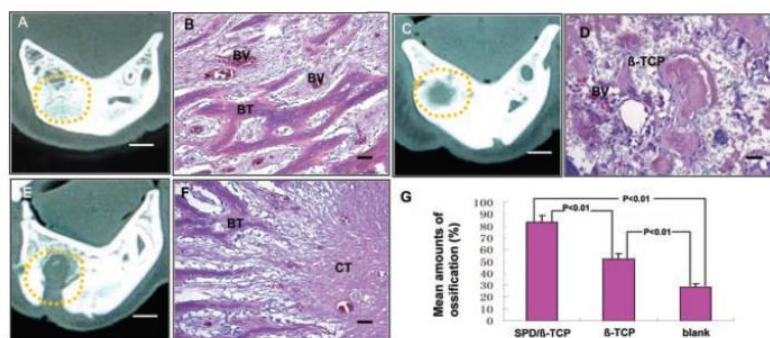 A
B
BV
BV
BT
C
D
ß-TCP
BV
E
F
BT
CT
G
P<0.01
P<0.01
P<0.01
Mean amounts of
ossification (%)
100
90
80
70
60
50
40
30
20
10
0
SPD/ß-TCP ß-TCP blank